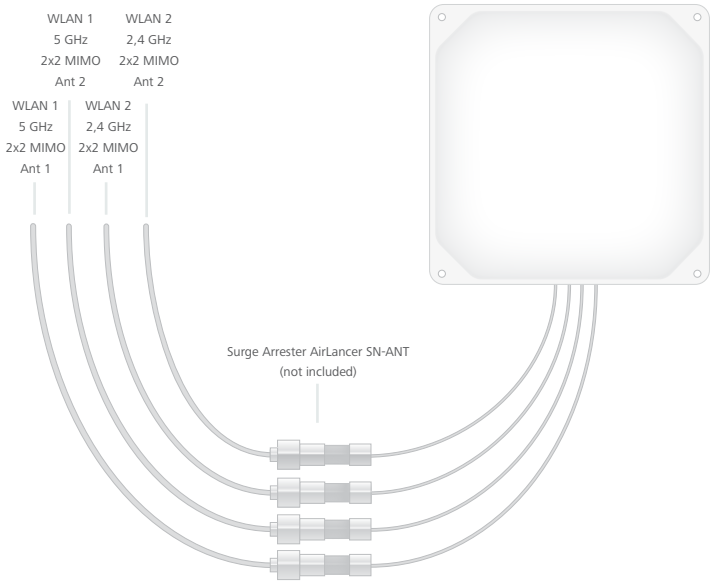 WLAN 1
5 GHz
2x2 MIMO
Ant 2
WLAN 2
2,4 GHz
2x2 MIMO
Ant 2
WLAN 1
5 GHz
2x2 MIMO
Ant 1
WLAN 2
2,4 GHz
2x2 MIMO
Ant 1
Surge Arrester AirLancer SN-ANT
(not included)